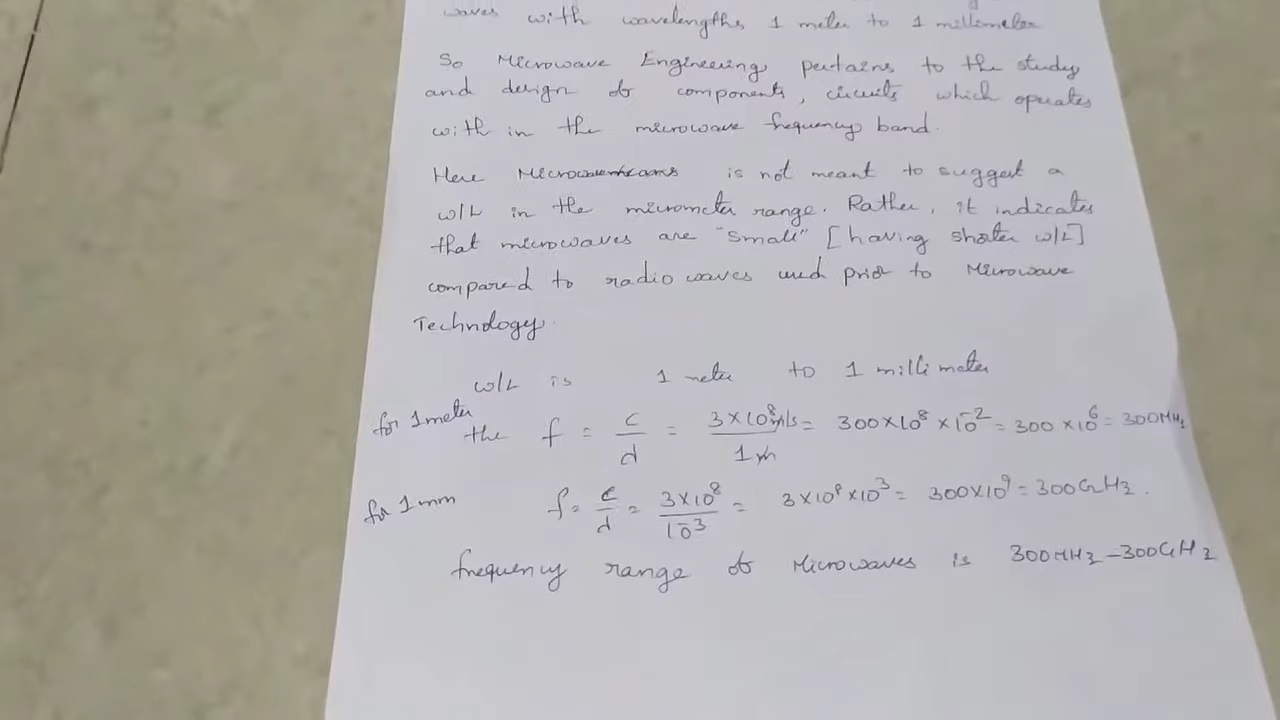 waves with wavelengths, 1 meter to 1 millimeter
So Microwave Engineering pertains to the study
and design of components, circuits which operates
with in the microwave frequency band.
Here Microwave is not meant to suggest a
w/L in the micrometer range. Rather, it indicates
that microwaves are "small" [having shorter w/L]
compared to radio waves used prior to Microwave
Technology.
w/L is 1 meter to 1 millimeter
for 1 meter
the f = c/d = 3×10⁸m/s / 1m = 300×10⁸×10⁻² = 300×10⁶ = 300MHz
for 1mm f = c/d = 3×10⁸/10⁻³ = 3×10⁸×10³ = 300×10⁹ = 300GHz.
frequency range of Microwaves is 300MHz – 300GHz